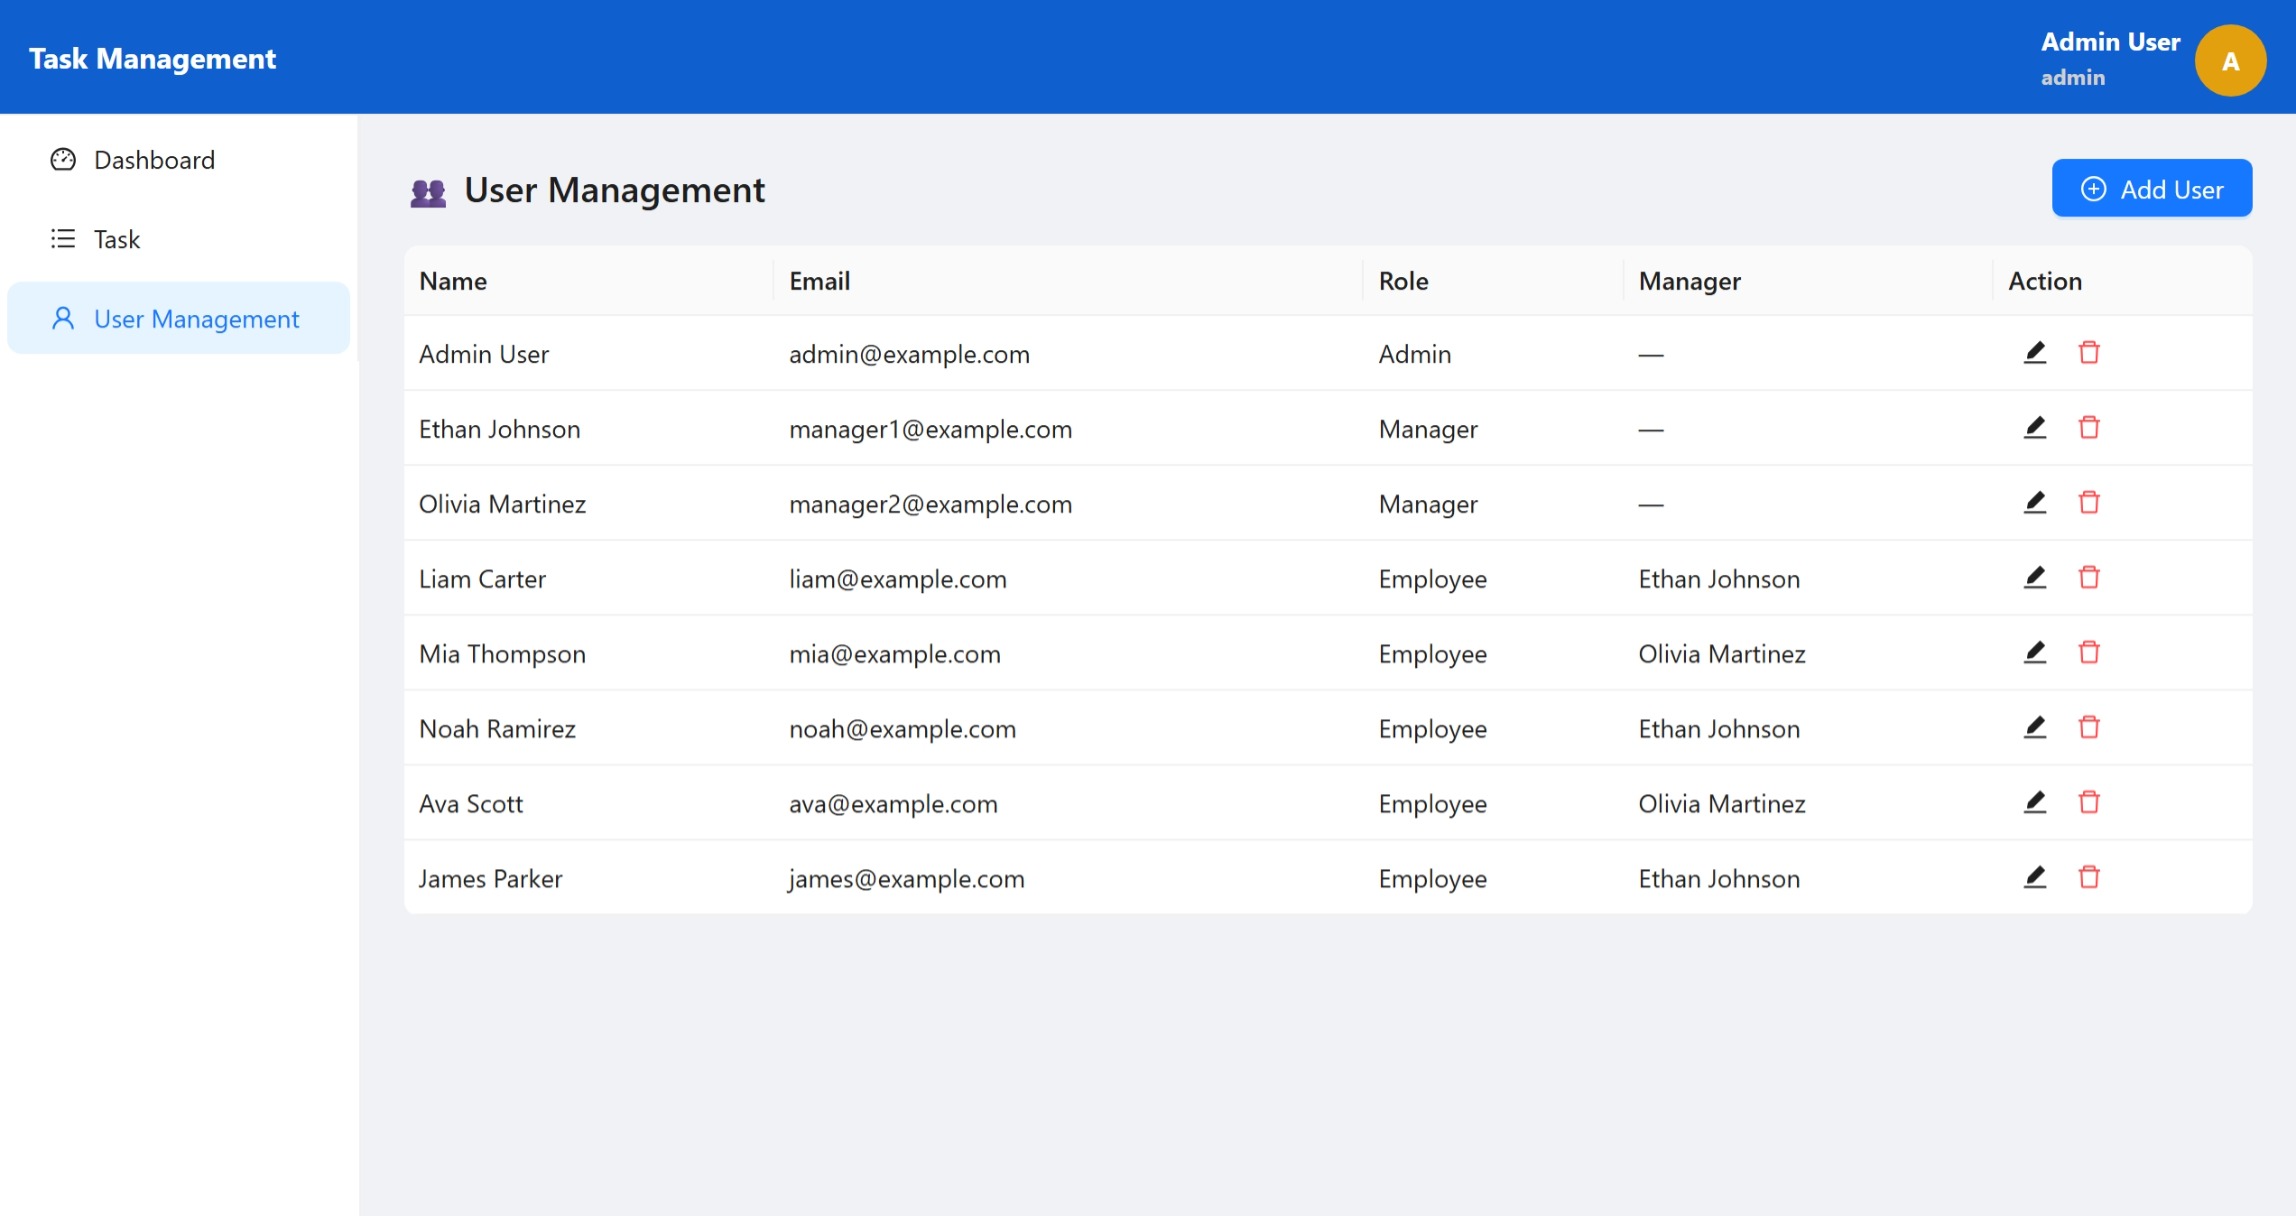 Task Management
Admin User
admin
A
Dashboard
Task
User Management
User Management
Add User
Name Email Role Manager Action
Admin User admin@example.com Admin —
Ethan Johnson manager1@example.com Manager —
Olivia Martinez manager2@example.com Manager —
Liam Carter liam@example.com Employee Ethan Johnson
Mia Thompson mia@example.com Employee Olivia Martinez
Noah Ramirez noah@example.com Employee Ethan Johnson
Ava Scott ava@example.com Employee Olivia Martinez
James Parker james@example.com Employee Ethan Johnson